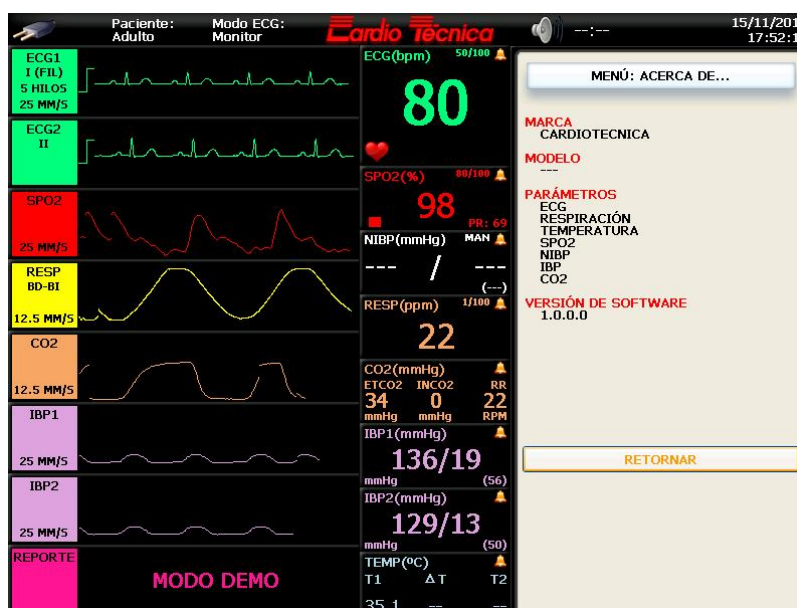 Paciente: Adulto
Modo ECG: Monitor
Cardio Técnica
--:--
15/11/201
17:52:1
ECG1
I (FIL)
5 HILOS
25 MM/S
ECG2
II
SPO2
25 MM/S
RESP
BD-BI
12.5 MM/S
CO2
12.5 MM/S
IBP1
25 MM/S
IBP2
25 MM/S
REPORTE
MODO DEMO
ECG(bpm) 50/100
80
SPO2(%) 80/100
98
PR: 69
NIBP(mmHg) MAN
--- / ---
(---)
RESP(ppm) 1/100
22
CO2(mmHg)
ETCO2 INCO2 RR
34 0 22
mmHg mmHg RPM
IBP1(mmHg)
136/19
mmHg (56)
IBP2(mmHg)
129/13
mmHg (50)
TEMP(ºC)
T1 ΔT T2
35.1 -- --
MENÚ: ACERCA DE...
MARCA
CARDIOTECNICA
MODELO
---
PARÁMETROS
ECG
RESPIRACIÓN
TEMPERATURA
SPO2
NIBP
IBP
CO2
VERSIÓN DE SOFTWARE
1.0.0.0
RETORNAR